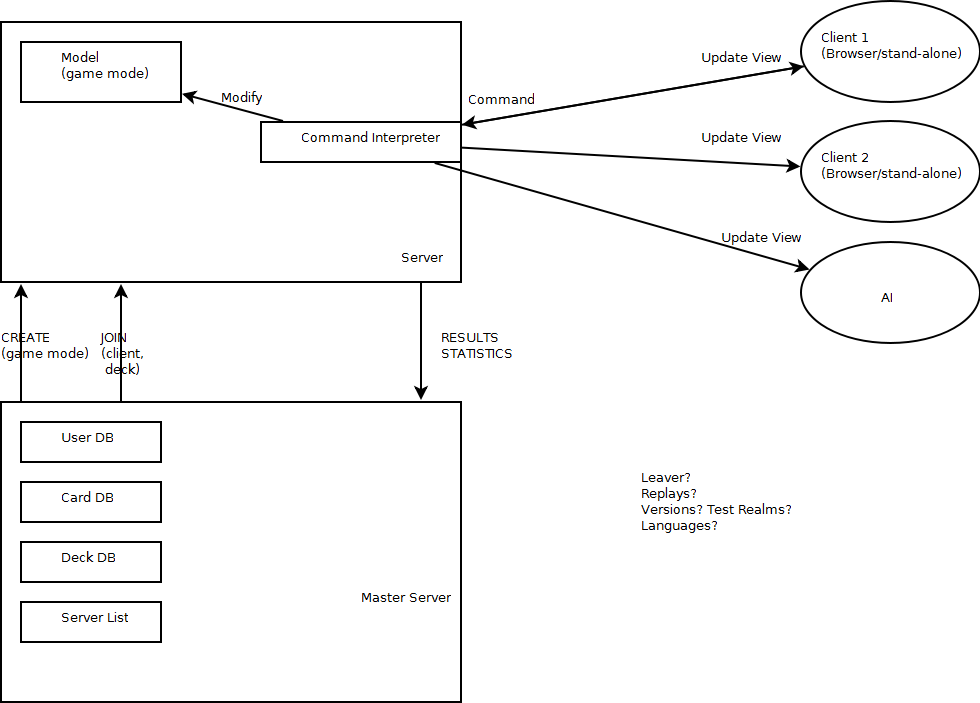 Client 1
(Browser/stand-alone)
Model
(game mode)
Update View
Modify
Command
Command Interpreter
Update View
Client 2
(Browser/stand-alone)
Update View
Server
AI
CREATE
(game mode)
JOIN
(client,
deck)
RESULTS
STATISTICS
User DB
Card DB
Deck DB
Server List
Master Server
Leaver?
Replays?
Versions? Test Realms?
Languages?